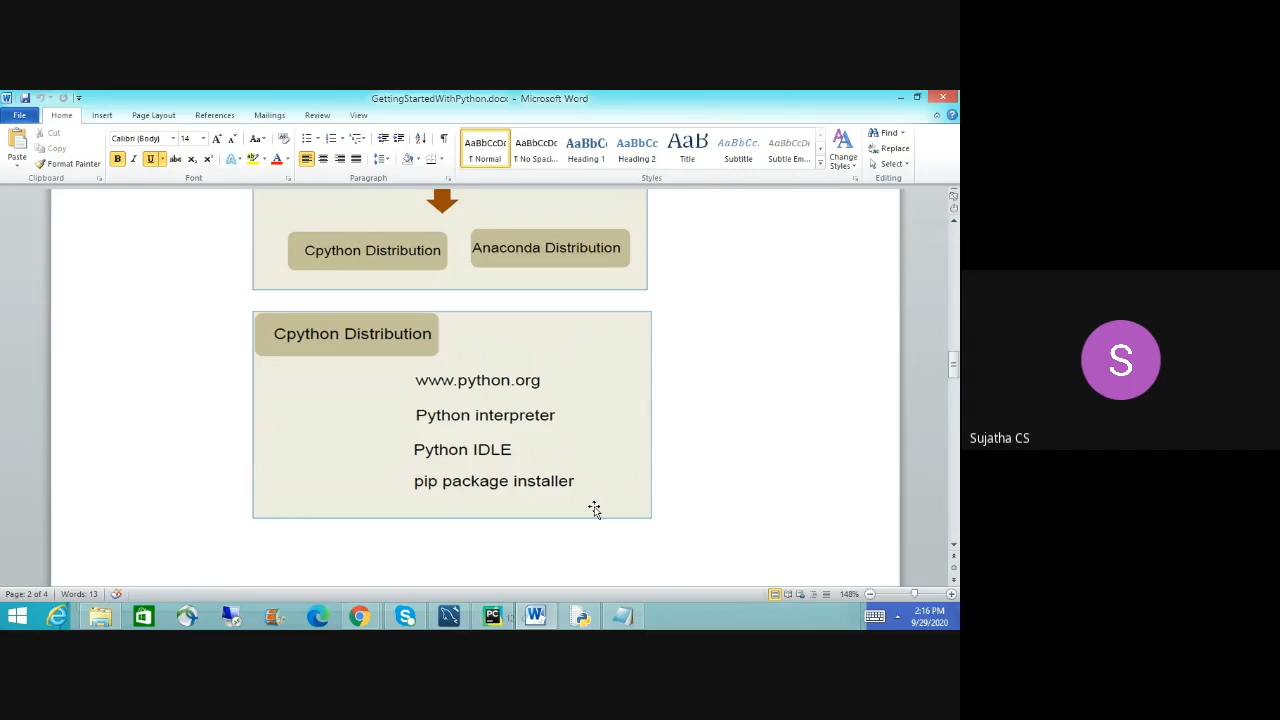 GettingStartedWithPython.docx - Microsoft Word
File Home Insert Page Layout References Mailings Review View
Paste
Cut
Copy
Format Painter
Clipboard
Calibri (Body) 14
Font
Paragraph
AaBbCcDc AaBbCcDc AaBbC AaBbCc AaB AaBbCc. AaBbCcDc
¶ Normal ¶ No Spaci... Heading 1 Heading 2 Title Subtitle Subtle Em...
Styles
Change
Styles
Find
Replace
Select
Editing
Cpython Distribution Anaconda Distribution
Cpython Distribution
www.python.org
Python interpreter
Python IDLE
pip package installer
S
Sujatha CS
Page: 2 of 4 Words: 13
148%
2:16 PM
9/29/2020